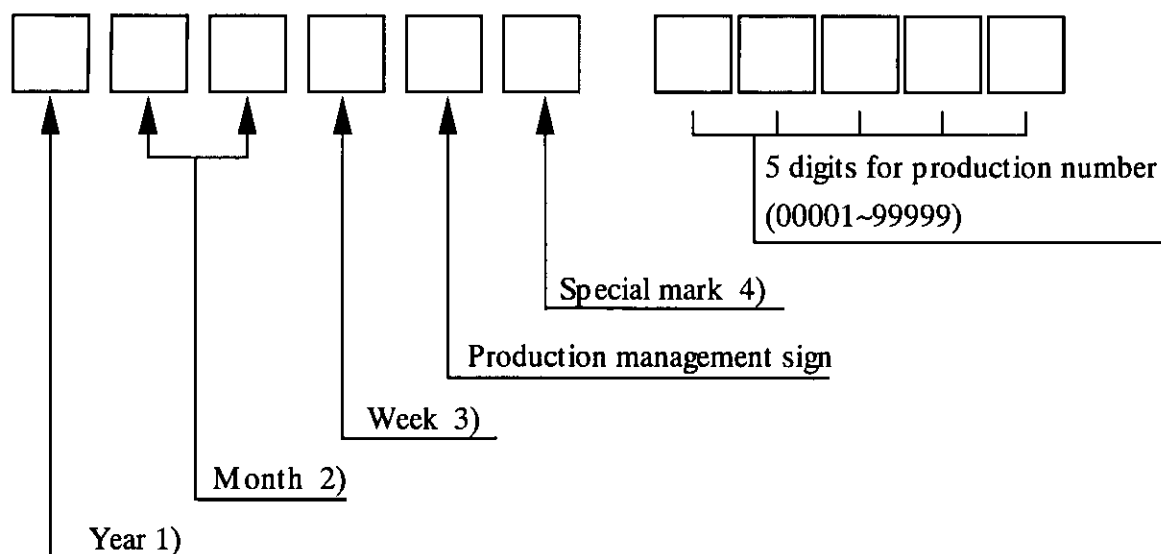 5 digits for production number
(00001~99999)
Special mark 4)
Production management sign
Week 3)
Month 2)
Year 1)